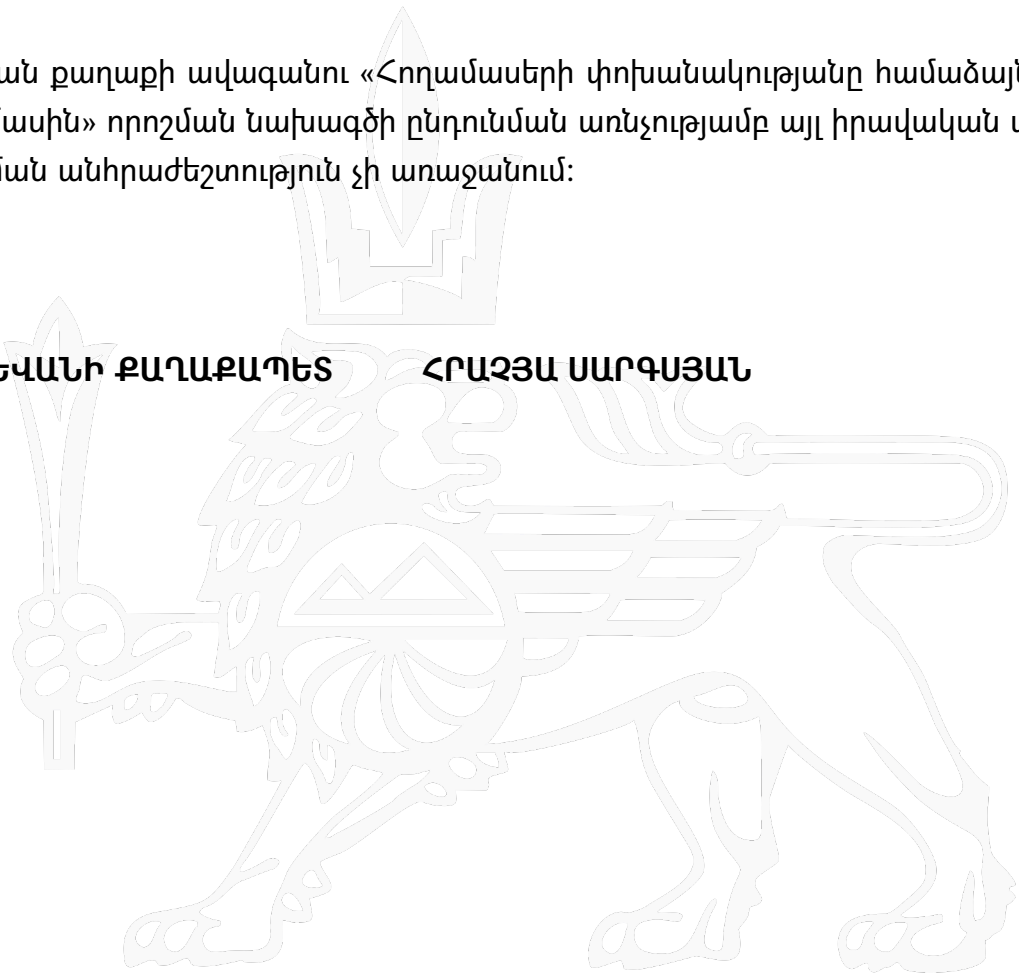 ան քաղաքի ավագանու «Հողամասերի փոխանակությանը համաձայն
մասին» որոշման նախագծի ընդունման առնչությամբ այլ իրավական
ման անհրաժեշտություն չի առաջանում:
ԵՎԱՆԻ ՔԱՂԱՔԱՊԵՏ ՀՐԱՉՅԱ ՍԱՐԳՍՅԱՆ